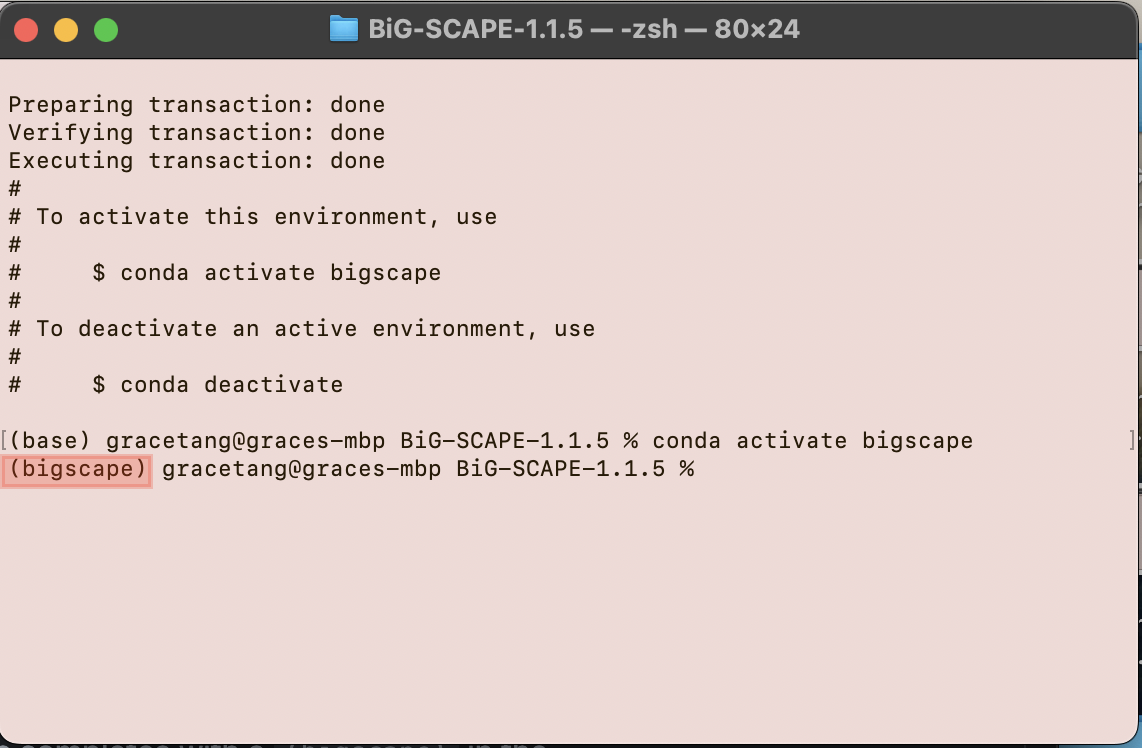 BiG-SCAPE-1.1.5 — -zsh — 80×24
Preparing transaction: done
Verifying transaction: done
Executing transaction: done
#
# To activate this environment, use
#
#     $ conda activate bigscape
#
# To deactivate an active environment, use
#
#     $ conda deactivate
[(base) gracetang@graces-mbp BiG-SCAPE-1.1.5 % conda activate bigscape ]
(bigscape) gracetang@graces-mbp BiG-SCAPE-1.1.5 %